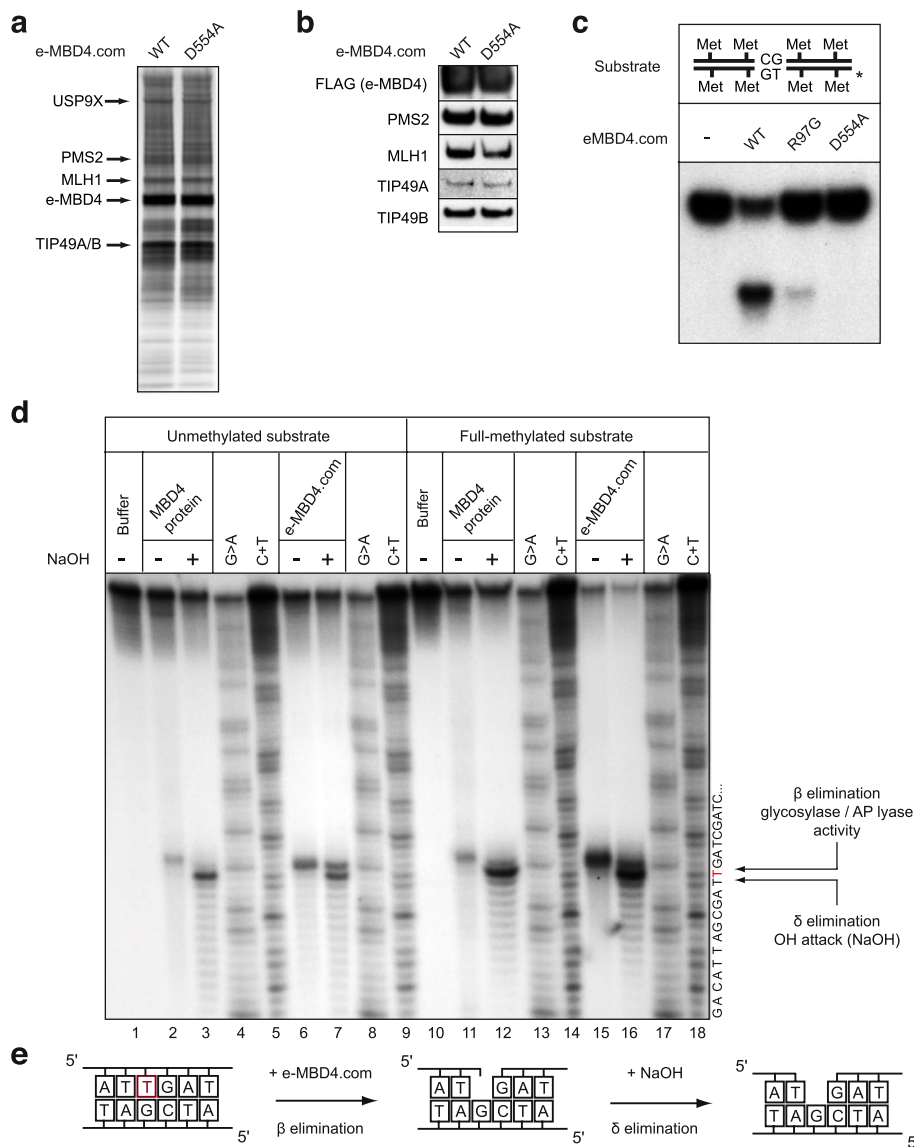 a
e-MBD4.com
WT
D554A
USP9X
PMS2
MLH1
e-MBD4
TIP49A/B
b
e-MBD4.com
WT
D554A
FLAG (e-MBD4)
PMS2
MLH1
TIP49A
TIP49B
c
Substrate
Met Met Met Met
CG
GT
Met Met Met Met *
eMBD4.com
- WT R97G D554A
d
Unmethylated substrate Full-methylated substrate
Buffer MBD4 protein G>A C+T e-MBD4.com G>A C+T Buffer MBD4 protein G>A C+T e-MBD4.com G>A C+T
NaOH - - + - + - - + - +
GACATTAGCGATTGATCGATC...
β elimination
glycosylase / AP lyase
activity
δ elimination
OH attack (NaOH)
1 2 3 4 5 6 7 8 9 10 11 12 13 14 15 16 17 18
e
5' + e-MBD4.com 5' + NaOH 5'
A T T G A T A T G A T A T G A T
T A G C T A T A G C T A T A G C T A
5' β elimination 5' δ elimination 5'